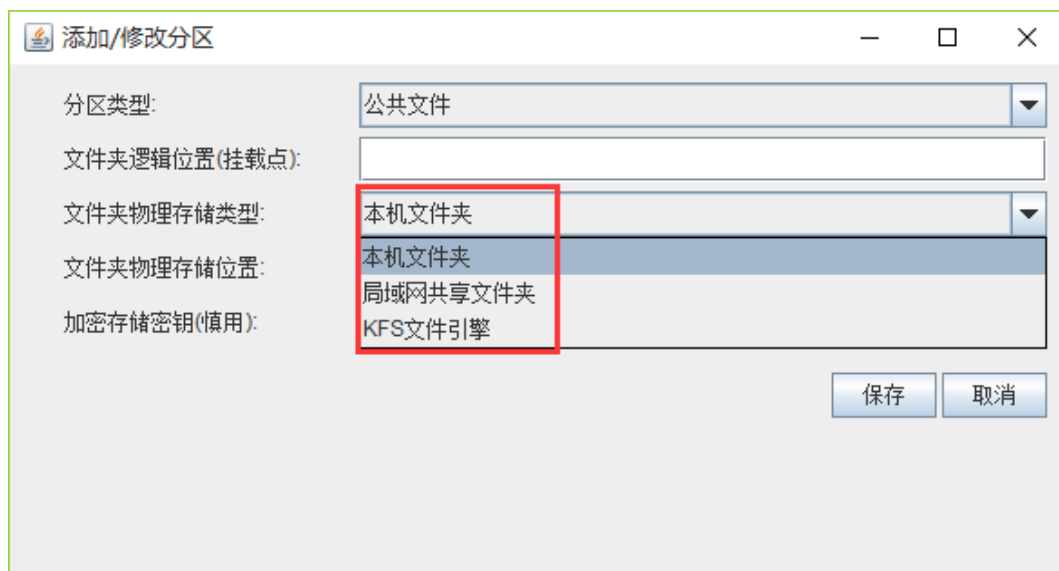 添加/修改分区
分区类型: 公共文件
文件夹逻辑位置(挂载点):
文件夹物理存储类型: 本机文件夹
本机文件夹
文件夹物理存储位置:
局域网共享文件夹
加密存储密钥(慎用): KFS文件引擎
保存 取消